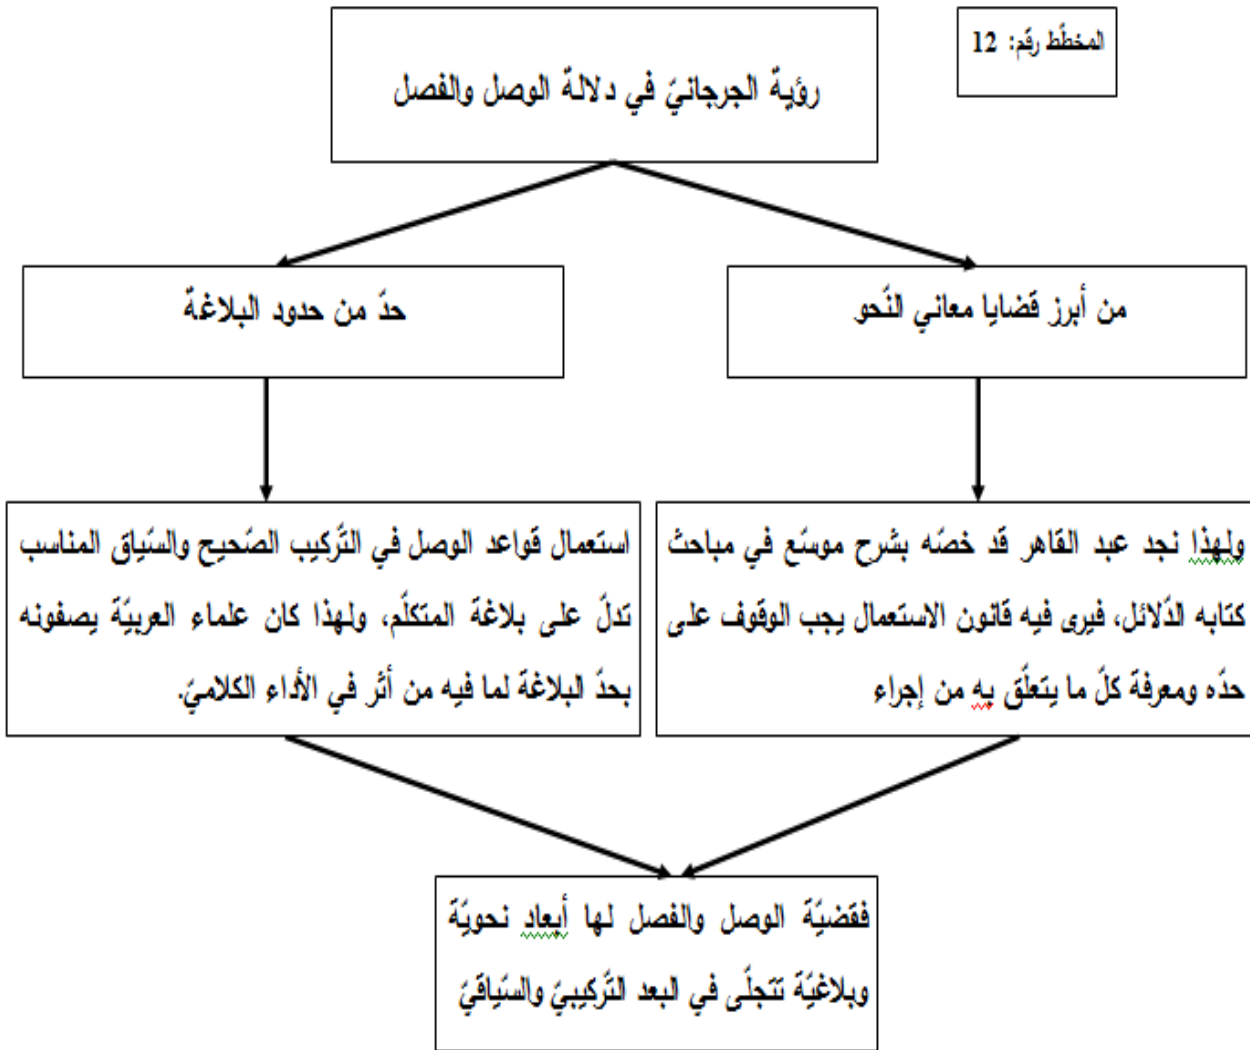 المخطّط رقم: 12
رؤية الجرجانيّ في دلالة الوصل والفصل
من أبرز قضايا معاني النّحو
حدّ من حدود البلاغة
ولهذا نجد عبد القاهر قد خصّه بشرح موسّع في مباحث
كتابه الدّلائل، فيرى فيه قانون الاستعمال يجب الوقوف على
حدّه ومعرفة كلّ ما يتعلّق به من إجراء
استعمال قواعد الوصل في التّركيب الصّحيح والسّياق المناسب
تدلّ على بلاغة المتكلّم، ولهذا كان علماء العربيّة يصفونه
بحدّ البلاغة لما فيه من أثر في الأداء الكلاميّ.
فقضيّة الوصل والفصل لها أبعاد نحويّة
وبلاغيّة تتجلّى في البعد التّركيبيّ والسّياقيّ